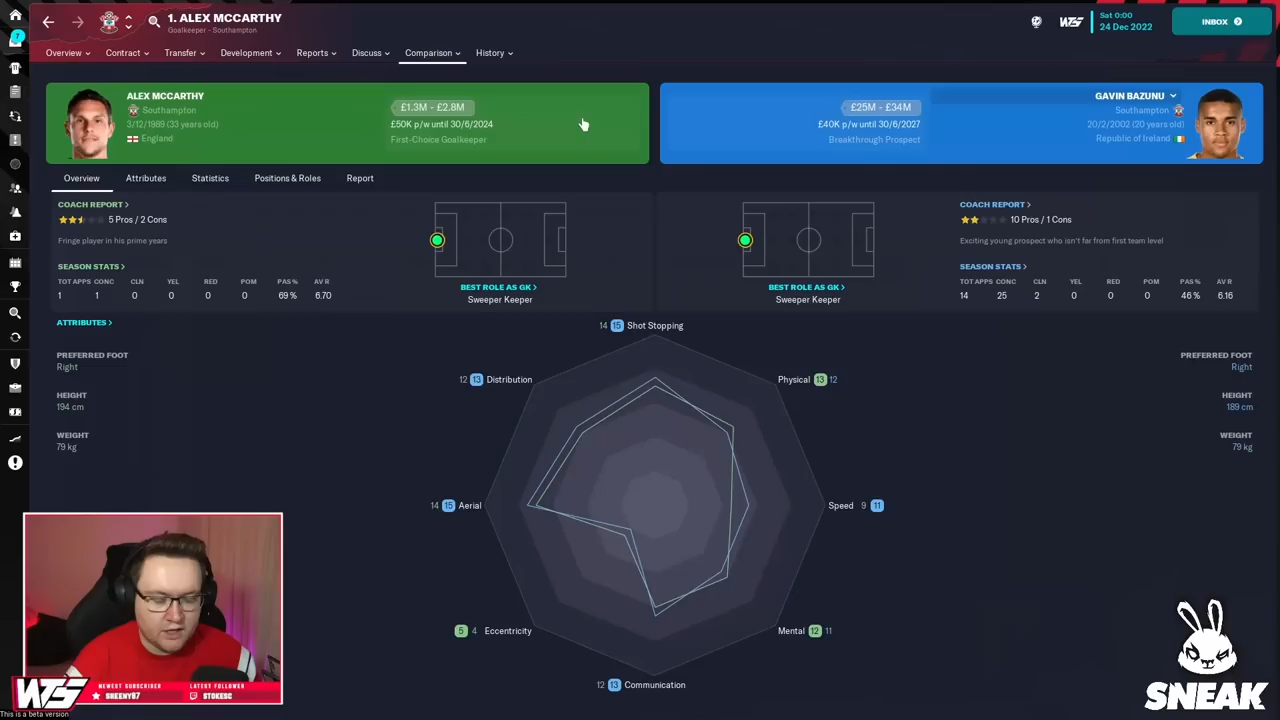 1. ALEX MCCARTHY
Goalkeeper - Southampton
WTS
Sat 0:00
24 Dec 2022
INBOX
7
Overview
Contract
Transfer
Development
Reports
Discuss
Comparison
History
ALEX MCCARTHY
Southampton
3/12/1989 (33 years old)
England
£1.3M - £2.8M
£50K p/w until 30/6/2024
First-Choice Goalkeeper
£25M - £34M
£40K p/w until 30/6/2027
Breakthrough Prospect
GAVIN BAZUNU
Southampton
20/2/2002 (20 years old)
Republic of Ireland
Overview
Attributes
Statistics
Positions & Roles
Report
COACH REPORT >
5 Pros / 2 Cons
Fringe player in his prime years
SEASON STATS >
TOT APPS CONC CLN YEL RED POM PAS% AV R
1 1 0 0 0 0 69% 6.70
ATTRIBUTES >
BEST ROLE AS GK >
Sweeper Keeper
BEST ROLE AS GK >
Sweeper Keeper
COACH REPORT >
10 Pros / 1 Cons
Exciting young prospect who isn't far from first team level
SEASON STATS >
TOT APPS CONC CLN YEL RED POM PAS% AV R
14 25 2 0 0 0 46% 6.16
PREFERRED FOOT
Right
HEIGHT
194 cm
WEIGHT
79 kg
14 15 Shot Stopping
12 13 Distribution
Physical 13 12
14 15 Aerial
Speed 9 11
5 4 Eccentricity
Mental 12 11
12 13 Communication
PREFERRED FOOT
Right
HEIGHT
189 cm
WEIGHT
79 kg
WTS
NEWEST SUBSCRIBER
SHEENY67
LATEST FOLLOWER
STOKESC
This is a beta version
SNEAK